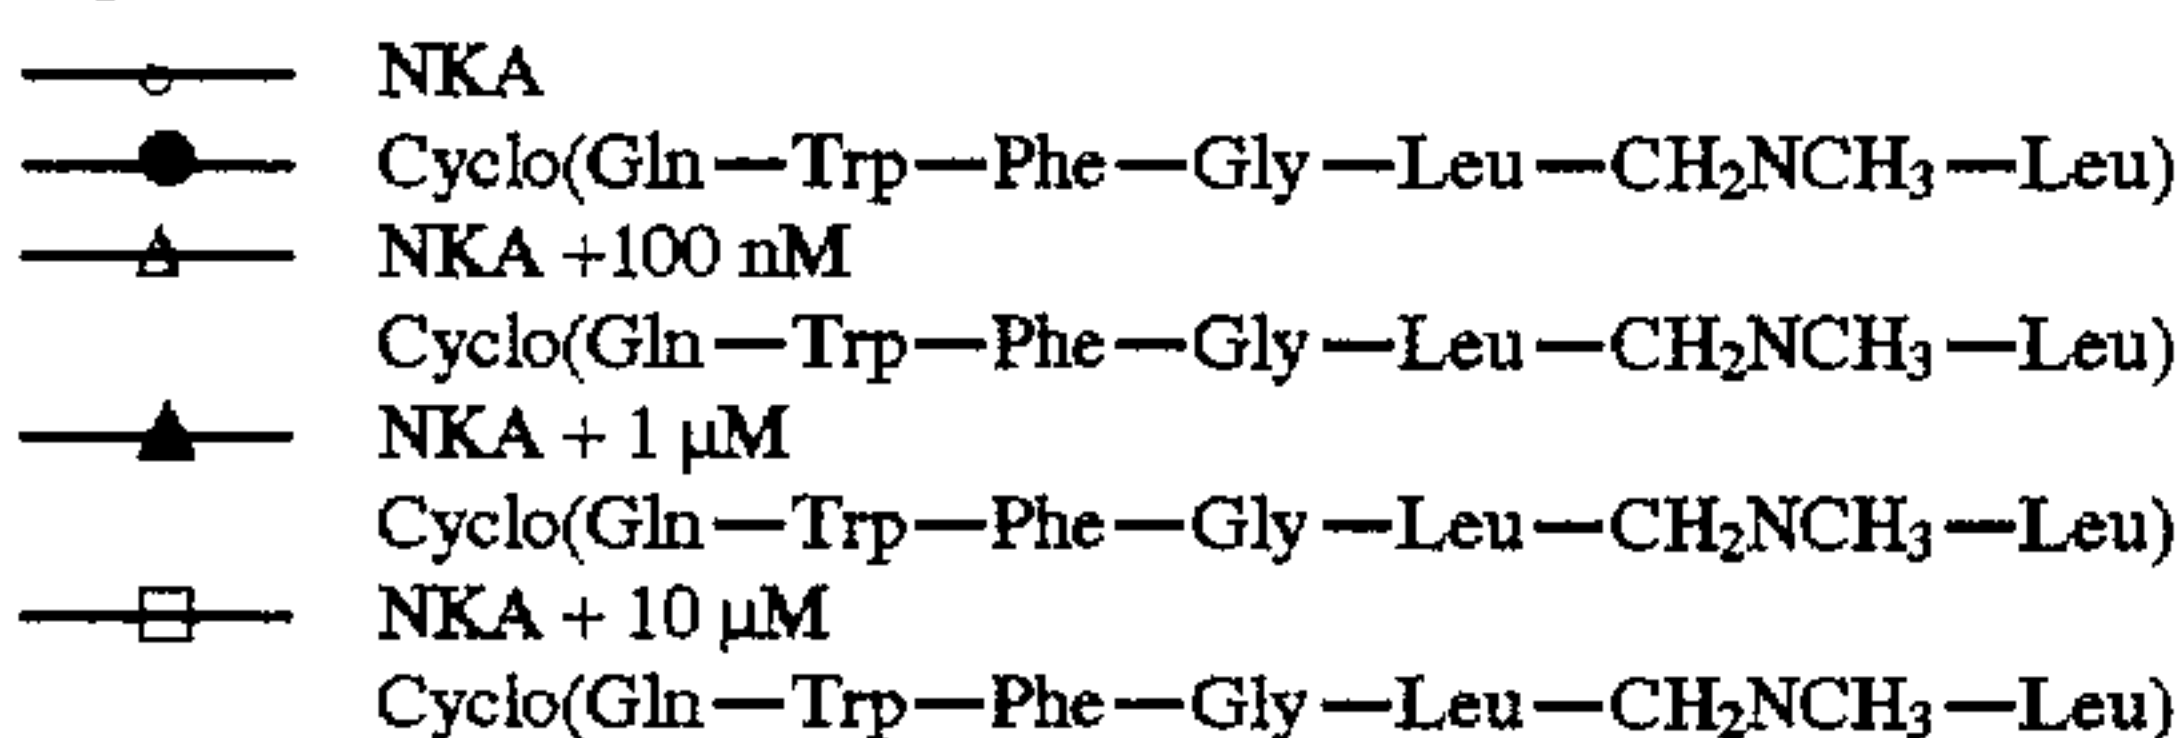 NKA
Cyclo(Gln—Trp—Phe—Gly—Leu—CH₂NCH₃—Leu)
NKA +100 nM
Cyclo(Gln—Trp—Phe—Gly—Leu—CH₂NCH₃—Leu)
NKA + 1 µM
Cyclo(Gln—Trp—Phe—Gly—Leu—CH₂NCH₃—Leu)
NKA + 10 µM
Cyclo(Gln—Trp—Phe—Gly—Leu—CH₂NCH₃—Leu)